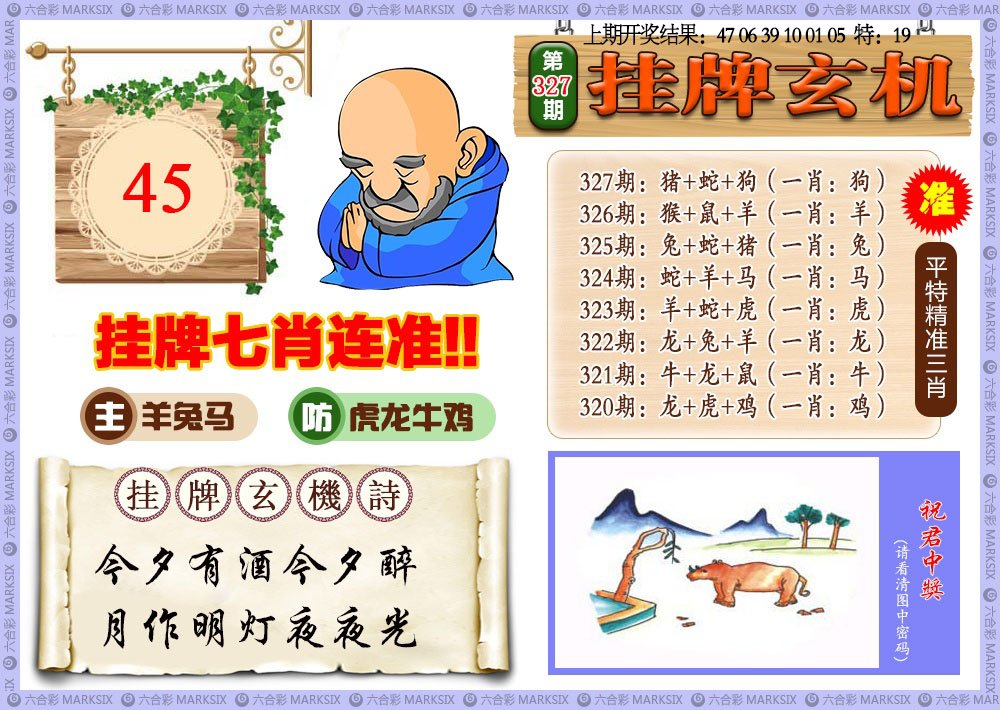 上期开奖结果：47 06 39 10 01 05 特：19
第327期
挂牌玄机
45
挂牌七肖连准!!
主 羊兔马
防 虎龙牛鸡
挂牌玄機詩
今夕有酒今夕醉
月作明灯夜夜光
327期：猪+蛇+狗（一肖：狗）
326期：猴+鼠+羊（一肖：羊）
325期：兔+蛇+猪（一肖：兔）
324期：蛇+羊+马（一肖：马）
323期：羊+蛇+虎（一肖：虎）
322期：龙+兔+羊（一肖：龙）
321期：牛+龙+鼠（一肖：牛）
320期：龙+虎+鸡（一肖：鸡）
准
平特精准三肖
祝君中獎
（请看清图中密码）
六合彩 MARKSIX